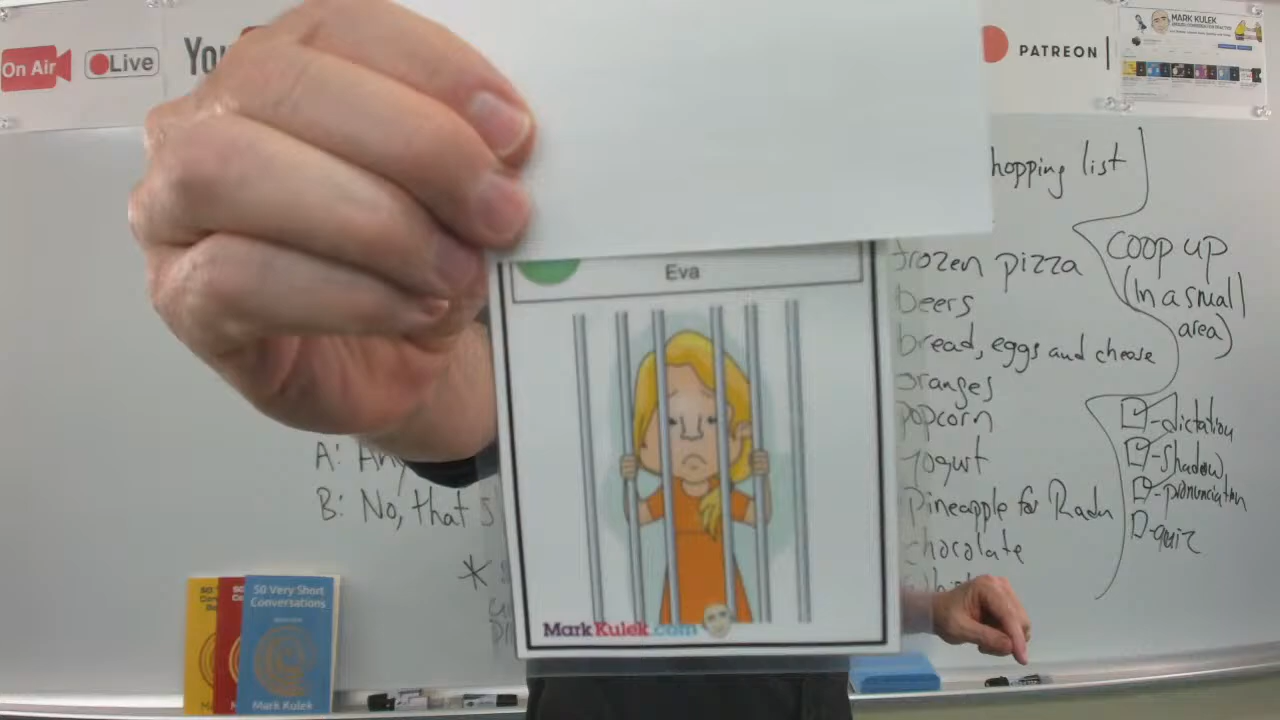 On Air
Live
You
PATREON
MARK KULEK
hopping list
frozen pizza
beers
bread, eggs and cheese
oranges
popcorn
yogurt
Pineapple for Radu
chocolate
coop up
(in a small
area)
-dictation
-shadow
-pronunciation
-quiz
Eva
MarkKulek.com
A: Any
B: No, that s
50 Very Short
Conversations
Mark Kulek